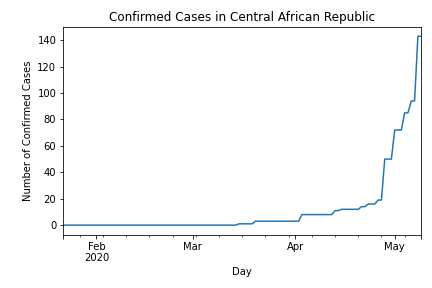 Confirmed Cases in Central African Republic
Number of Confirmed Cases
140
120
100
80
60
40
20
0
Feb
2020
Mar
Apr
May
Day